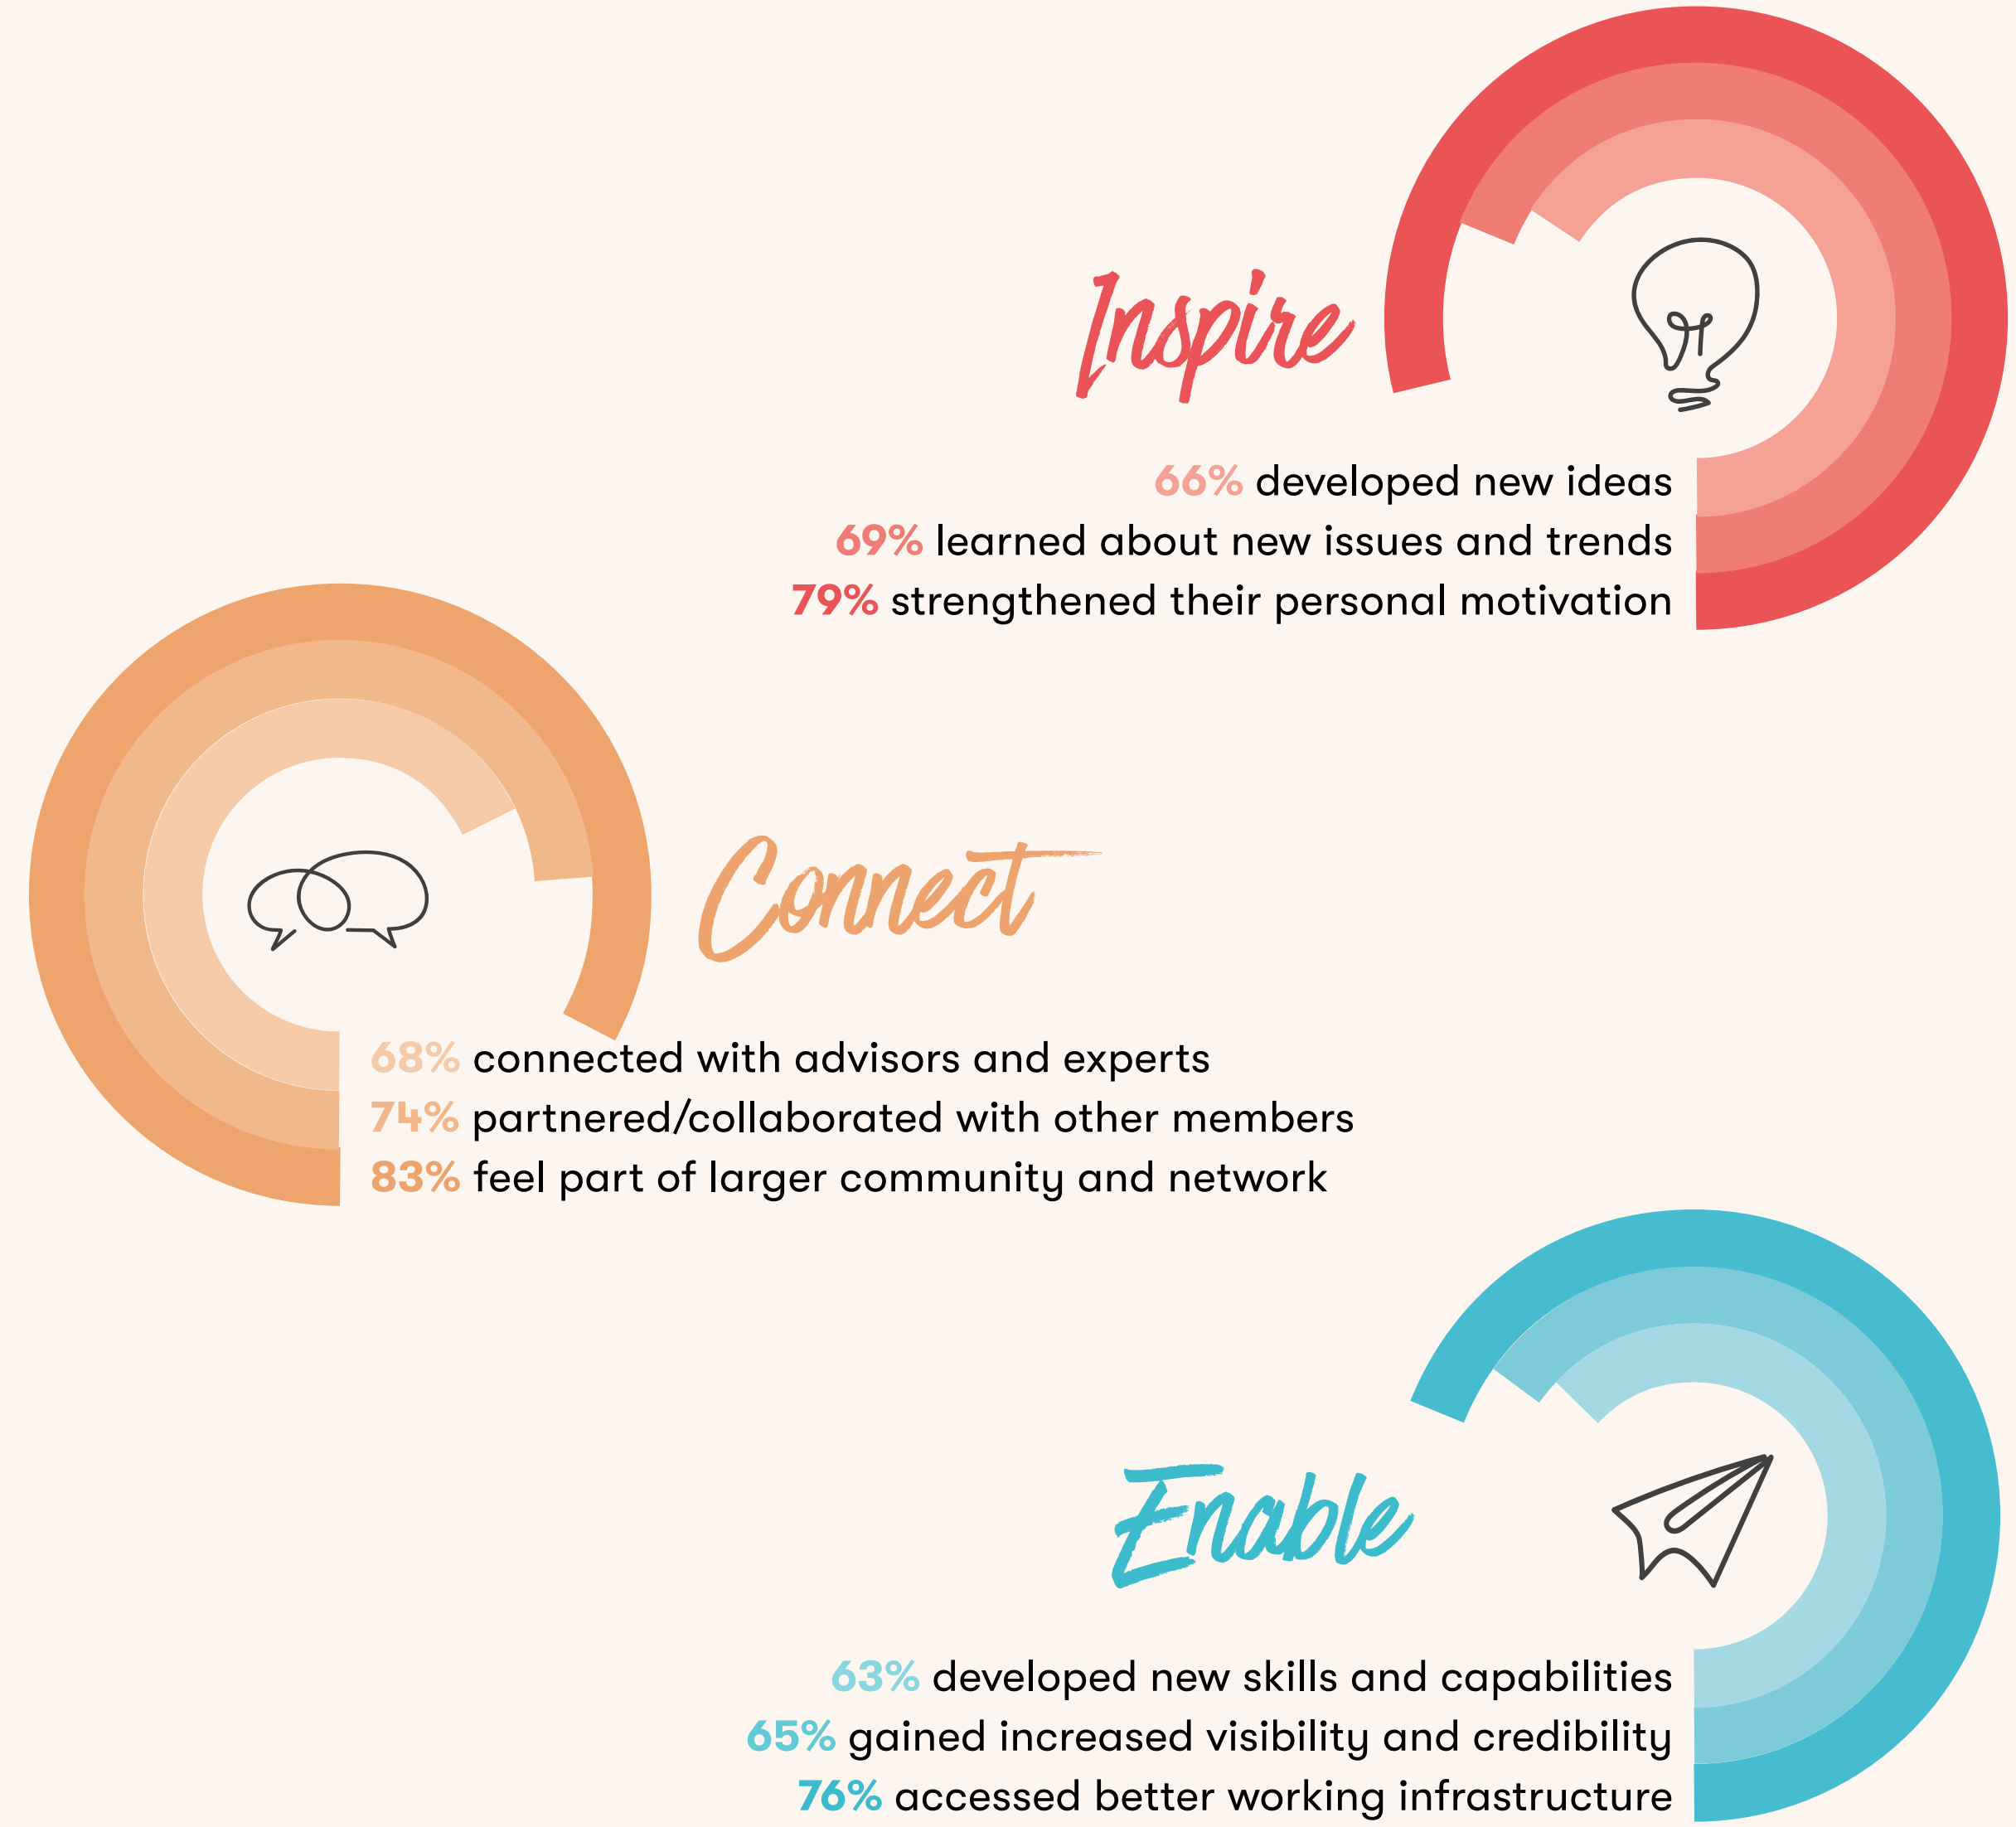 Inspire
66% developed new ideas
69% learned about new issues and trends
79% strengthened their personal motivation
Connect
68% connected with advisors and experts
74% partnered/collaborated with other members
83% feel part of larger community and network
Enable
63% developed new skills and capabilities
65% gained increased visibility and credibility
76% accessed better working infrastructure